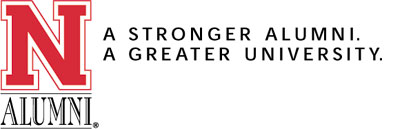 N
ALUMNI®
A STRONGER ALUMNI.
A GREATER UNIVERSITY.